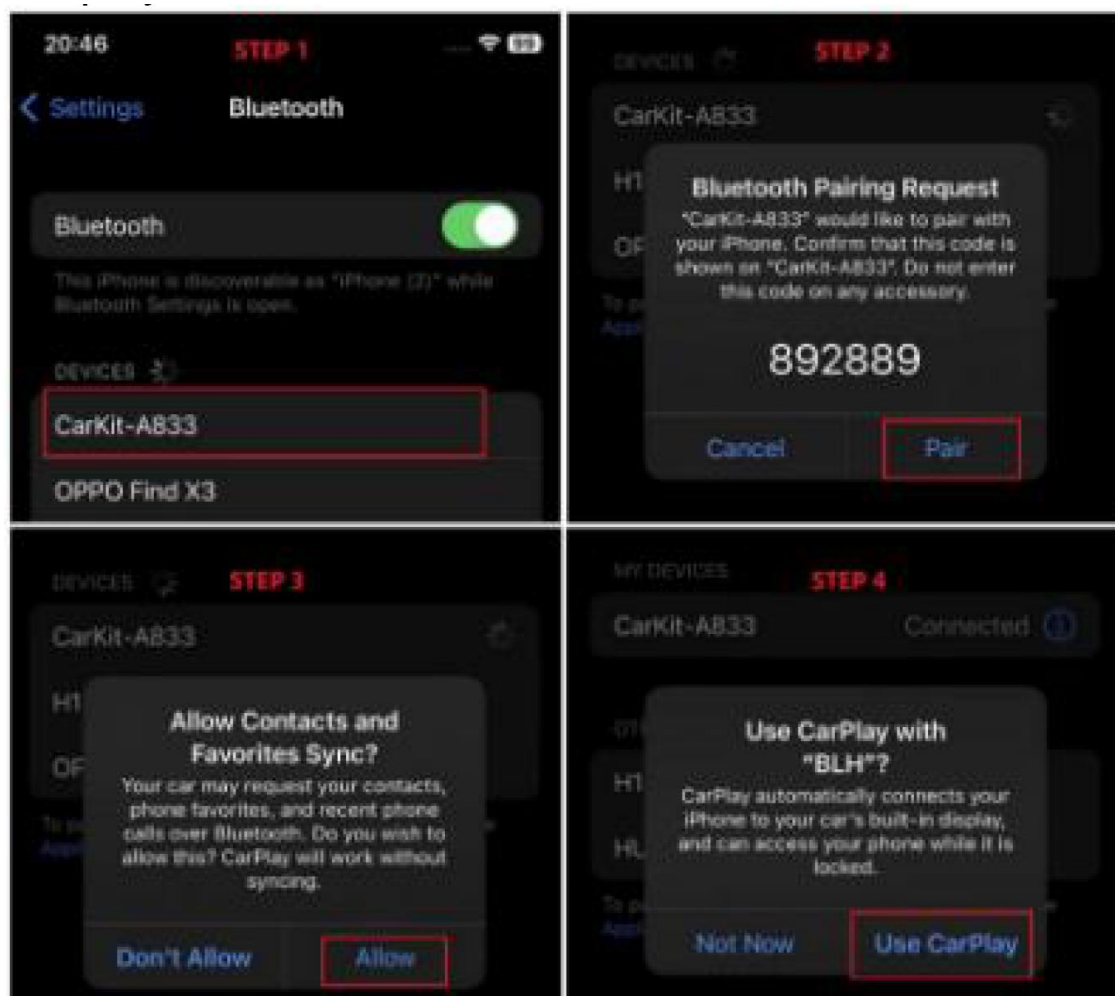 20:46
STEP 1
99
Settings
Bluetooth
Bluetooth
This iPhone is discoverable as "iPhone (2)" while
Bluetooth Settings is open.
DEVICES
CarKit-A833
OPPO Find X3
DEVICES
STEP 2
CarKit-A833
H1
OP
Bluetooth Pairing Request
"CarKit-A833" would like to pair with
your iPhone. Confirm that this code is
shown on "CarKit-A833". Do not enter
this code on any accessory.
892889
Cancel
Pair
DEVICES
STEP 3
CarKit-A833
H1
OP
Allow Contacts and
Favorites Sync?
Your car may request your contacts,
phone favorites, and recent phone
calls over Bluetooth. Do you wish to
allow this? CarPlay will work without
syncing.
Don't Allow
Allow
MY DEVICES
STEP 4
CarKit-A833
Connected
H1
HU
Use CarPlay with
"BLH"?
CarPlay automatically connects your
iPhone to your car's built-in display,
and can access your phone while it is
locked.
Not Now
Use CarPlay